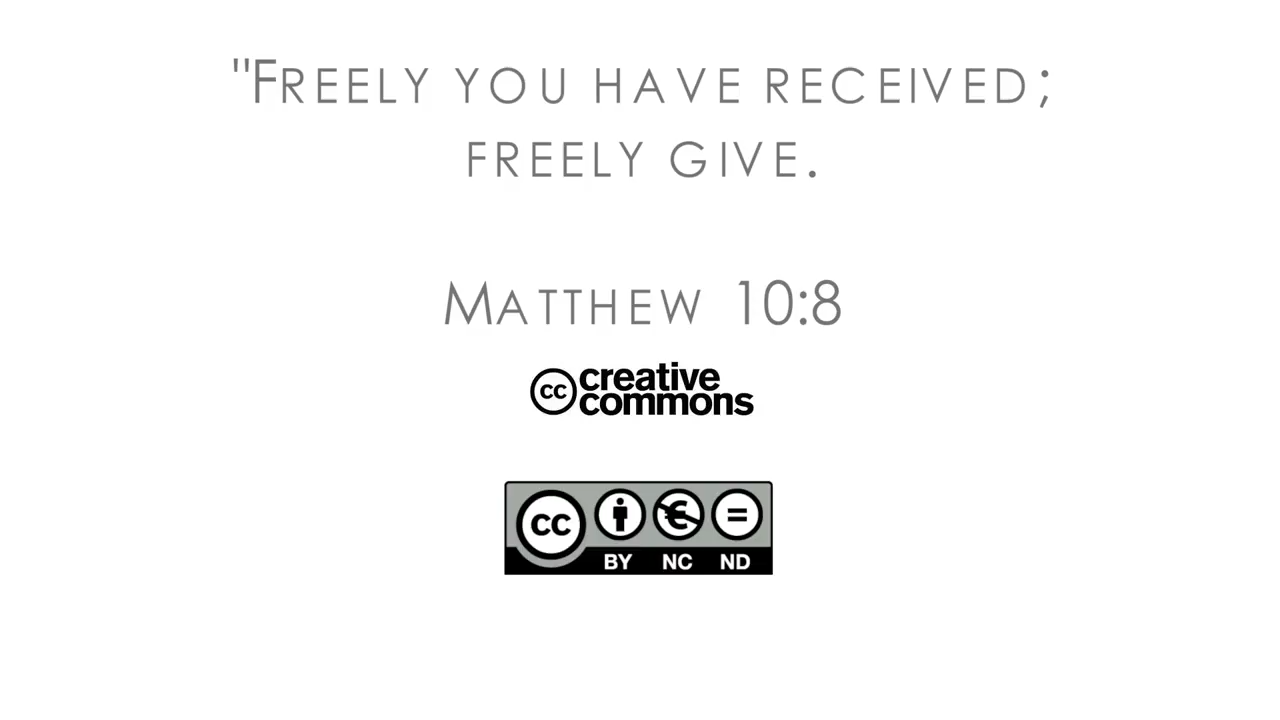 "FREELY YOU HAVE RECEIVED;
FREELY GIVE.
MATTHEW 10:8
cc creative
commons
cc BY NC ND